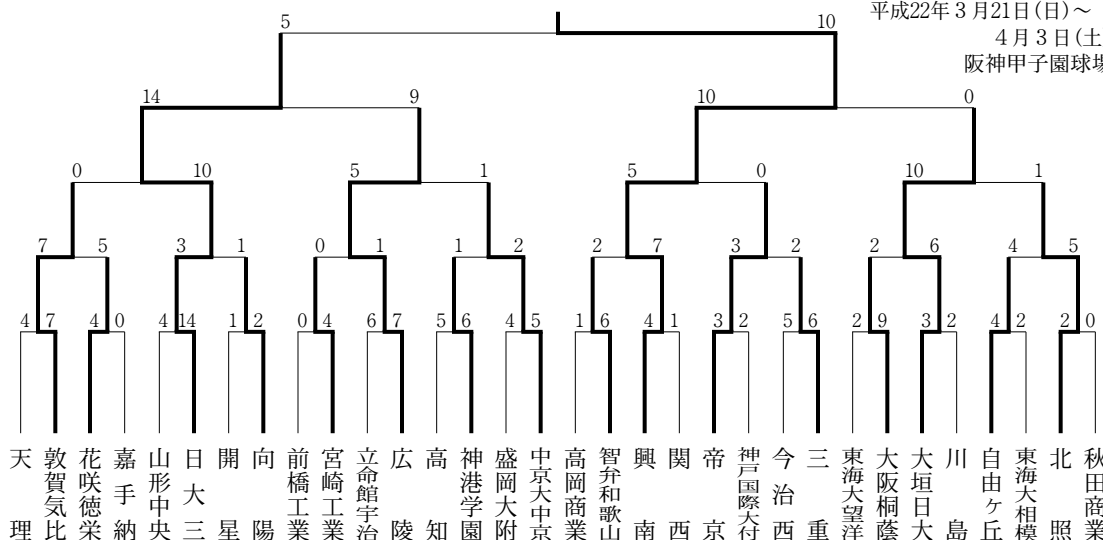 平成22年３月21日(日)～
４月３日(土
阪神甲子園球場
5 10
14 9 10 0
0 10 5 1 5 0 10 1
7 5 3 1 0 1 1 2 2 7 3 2 2 6 4 5
4 7 4 0 4 14 1 2 0 4 6 7 5 6 4 5 1 6 4 1 3 2 5 6 2 9 3 2 4 2 2 0
天理
敦賀気比
花咲徳栄
嘉手納
山形中央
日大三
開星
向陽
前橋工業
宮崎工業
立命館宇治
広陵
高知
神港学園
盛岡大附
中京大中京
高岡商業
智弁和歌山
興南
関西
帝京
神戸国際大付
今治西
三重
東海大望洋
大阪桐蔭
大垣日大
川島
自由ヶ丘
東海大相模
北照
秋田商業